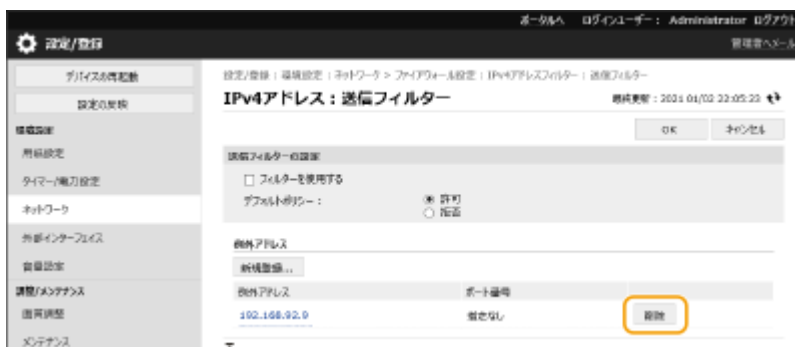 ポータルへ ログインユーザー： Administrator ログアウト
設定/登録
管理者へメール
デバイスの再起動
設定の反映
環境設定
用紙設定
タイマー/電力設定
ネットワーク
外部インターフェイス
音量設定
調整/メンテナンス
画質調整
メンテナンス
設定/登録 : 環境設定 : ネットワーク > ファイアウォール設定 : IPv4アドレスフィルター : 送信フィルター
IPv4アドレス : 送信フィルター
最終更新 : 2021 01/02 22:05:23
OK キャンセル
送信フィルターの設定
フィルターを使用する
デフォルトポリシー :
許可
拒否
例外アドレス
新規登録...
例外アドレス ポート番号
192.168.92.9 指定なし 削除